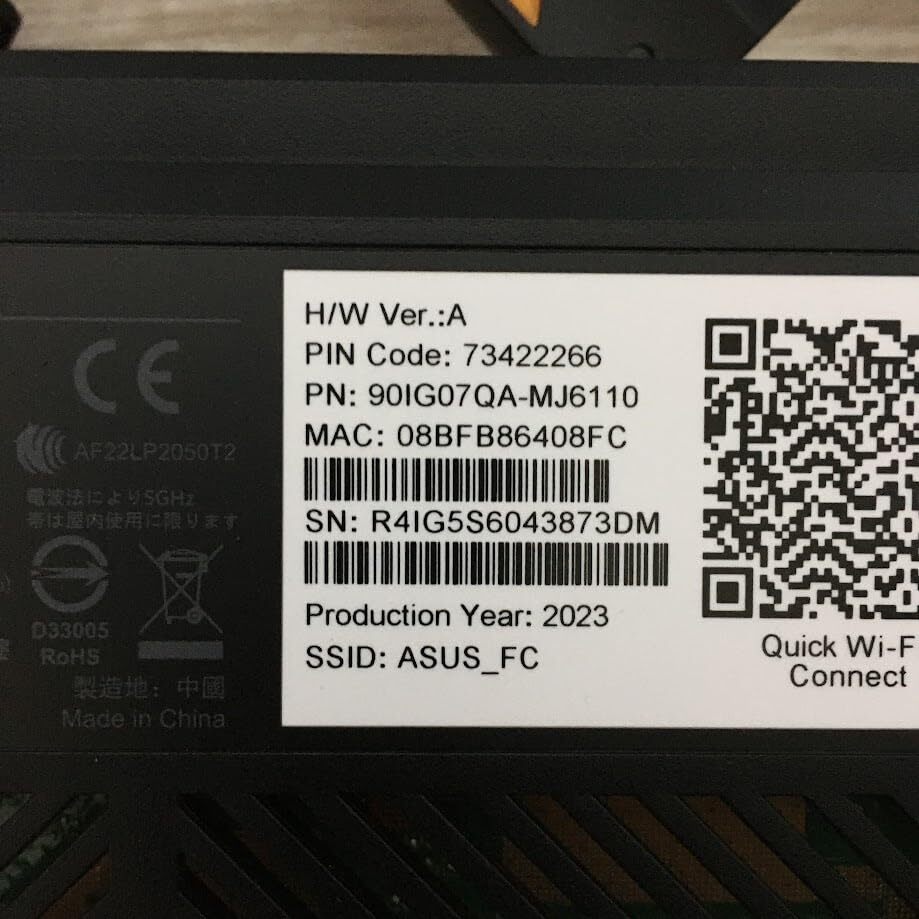 H/W Ver.:A
PIN Code: 73422266
PN: 90IG07QA-MJ6110
MAC: 08BFB86408FC
SN: R4IG5S6043873DM
Production Year: 2023
SSID: ASUS_FC
Quick Wi-F
Connect
CE
AF22LP2050T2
電波法により5GHz
帯は屋内使用に限ります
D33005
RoHS
製造地：中國
Made in China